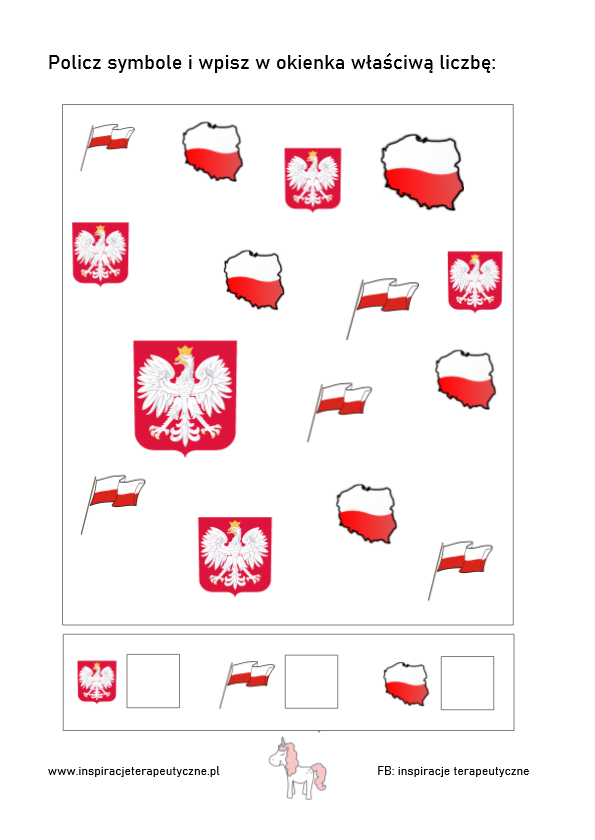 Policz symbole i wpisz w okienka właściwą liczbę:
www.inspiracjeterapeutyczne.pl
FB: inspiracje terapeutyczne